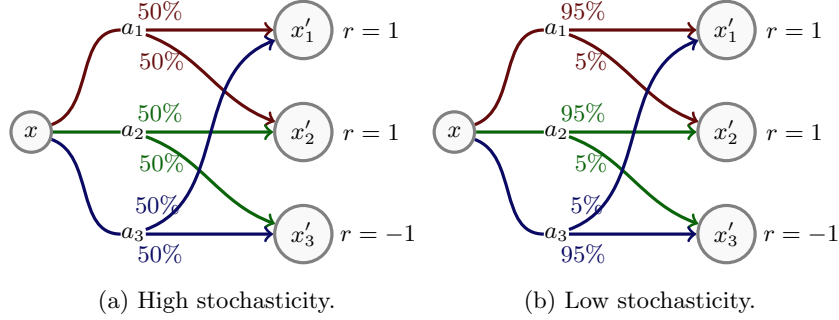 50%
a₁ x′₁ r = 1
50%
50%
x a₂ x′₂ r = 1
50%
50%
a₃ x′₃ r = −1
50%
(a) High stochasticity.
95%
a₁ x′₁ r = 1
5%
95%
x a₂ x′₂ r = 1
5%
5%
a₃ x′₃ r = −1
95%
(b) Low stochasticity.